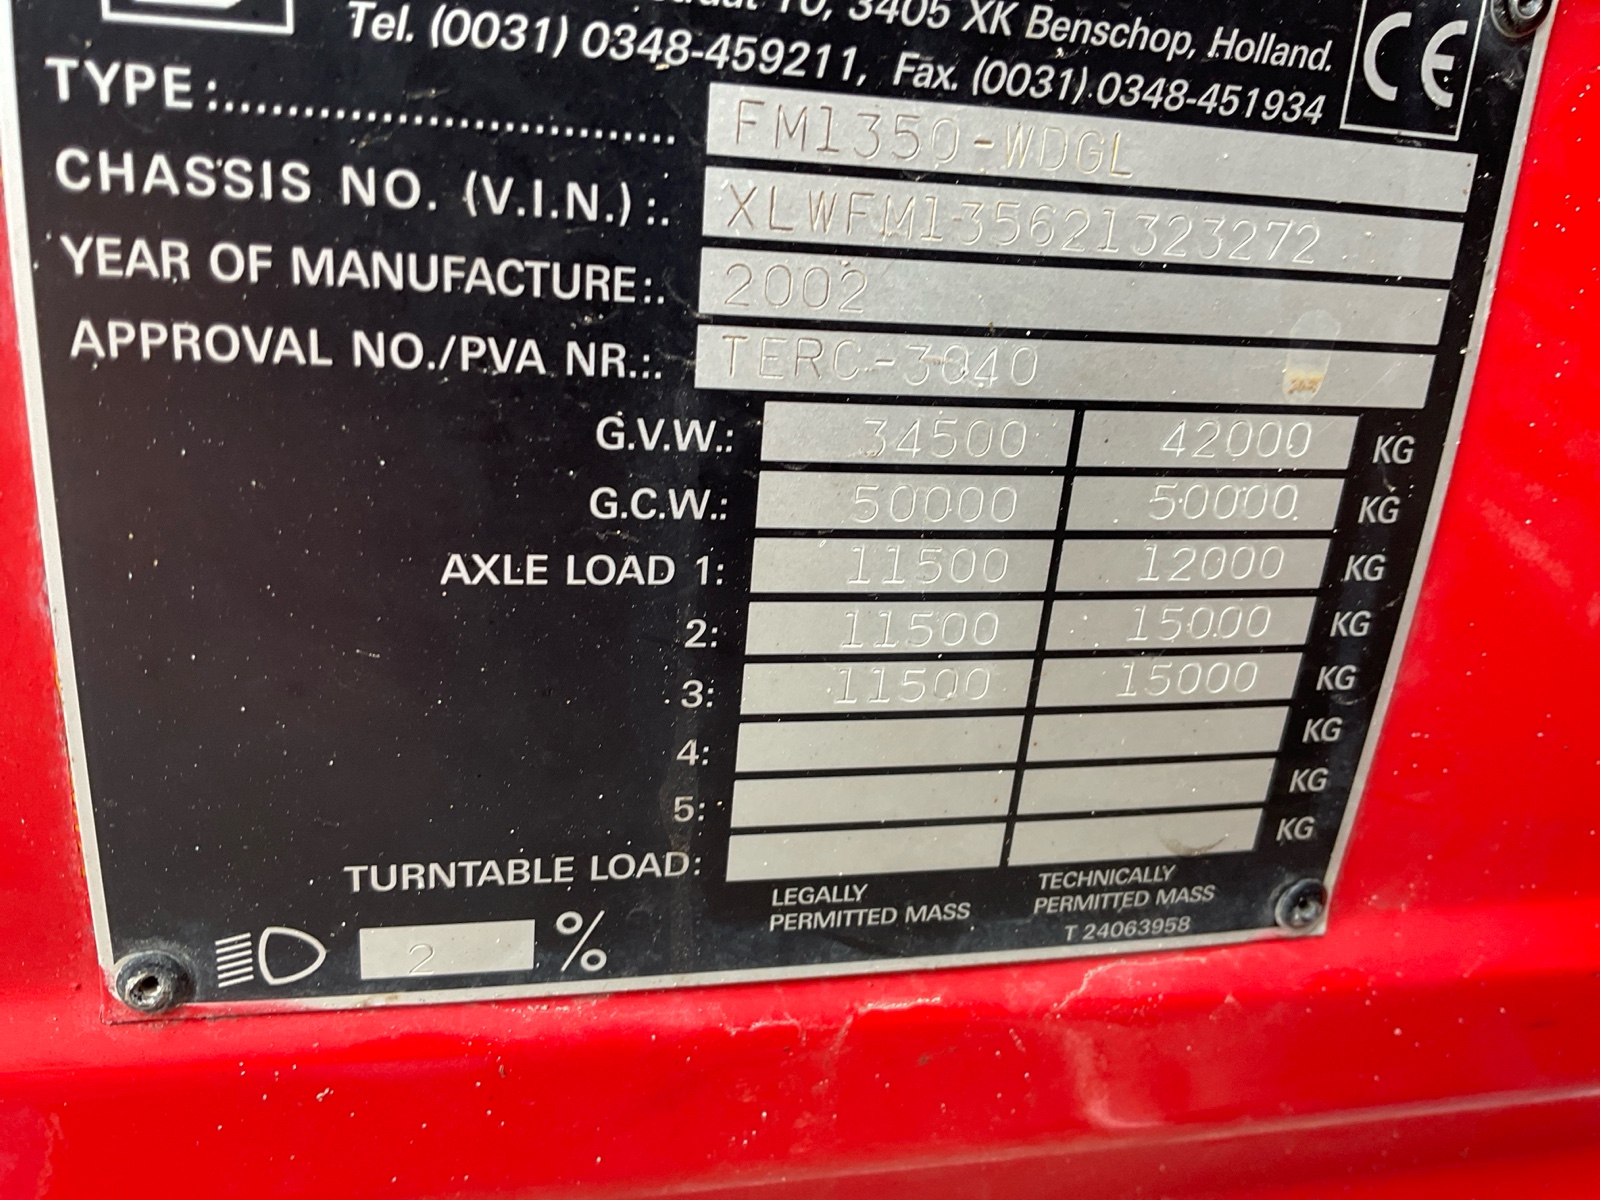 10, 3405 XK Benschop, Holland.
Tel. (0031) 0348-459211, Fax. (0031) 0348-451934
CE
TYPE: FM1350-WDGL
CHASSIS NO. (V.I.N.): XLWFM135621323272
YEAR OF MANUFACTURE: 2002
APPROVAL NO./PVA NR.: TERC-3040
G.V.W.: 34500 42000 KG
G.C.W.: 50000 50000 KG
AXLE LOAD 1: 11500 12000 KG
2: 11500 15000 KG
3: 11500 15000 KG
4: KG
5: KG
TURNTABLE LOAD: KG
LEGALLY PERMITTED MASS
TECHNICALLY PERMITTED MASS
T 24063958
2 %